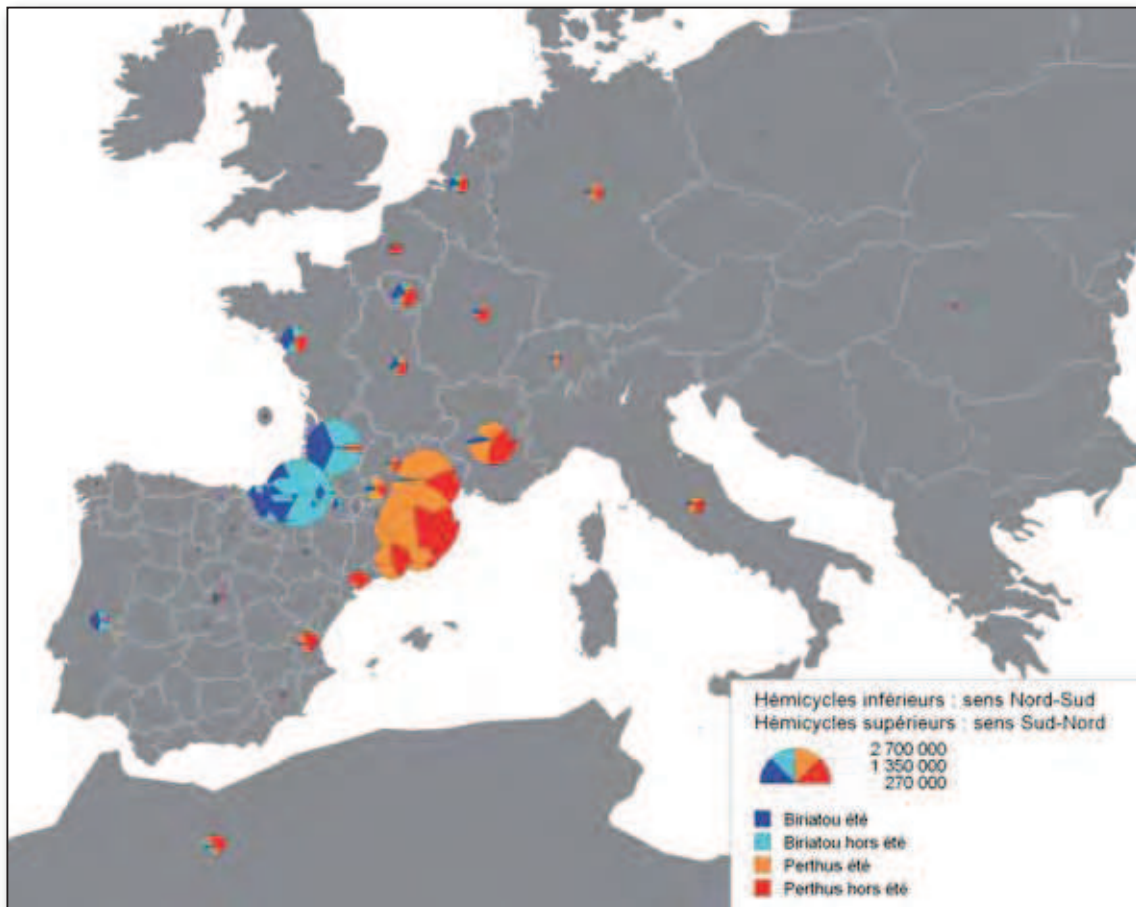 Hémicycles inférieurs : sens Nord-Sud
Hémicycles supérieurs : sens Sud-Nord
2 700 000
1 350 000
270 000
Biriatou été
Biriatou hors été
Perthus été
Perthus hors été